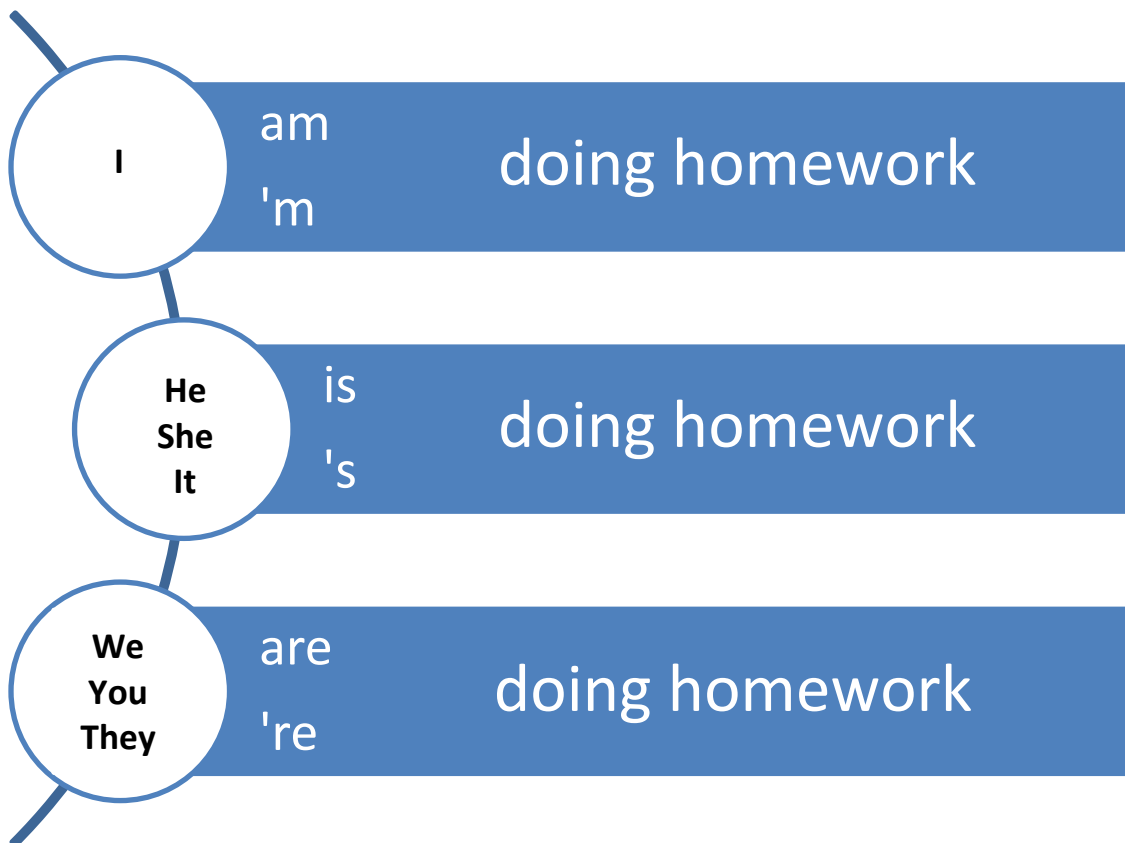 I
am
'm
doing homework
He
She
It
is
's
doing homework
We
You
They
are
're
doing homework